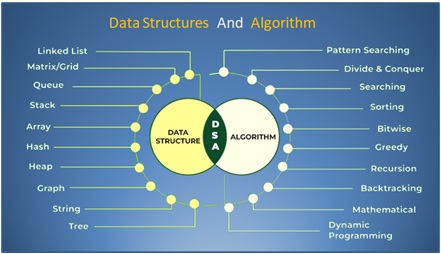 Data Structures And Algorithm
Linked List
Matrix/Grid
Queue
Stack
Array
Hash
Heap
Graph
String
Tree
DATA
STRUCTURE
D
S
A
ALGORITHM
Pattern Searching
Divide & Conquer
Searching
Sorting
Bitwise
Greedy
Recursion
Backtracking
Mathematical
Dynamic
Programming